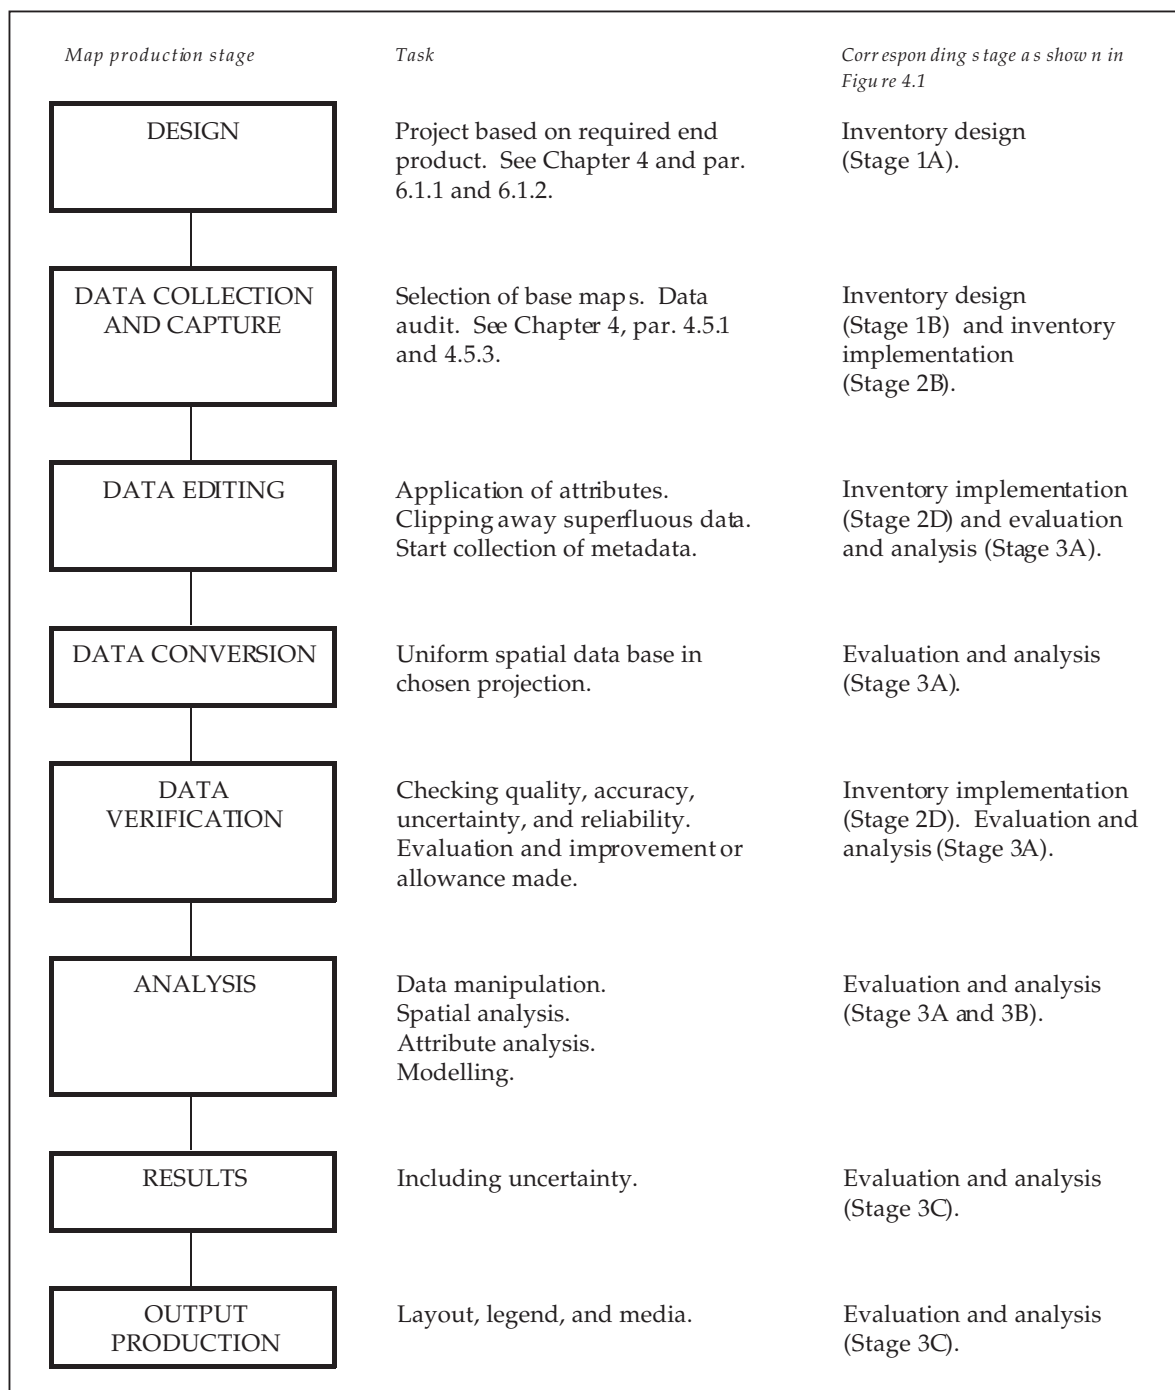 Map production stage
Task
Corresponding stage as shown in
Figure 4.1
DESIGN
Project based on required end
product. See Chapter 4 and par.
6.1.1 and 6.1.2.
Inventory design
(Stage 1A).
DATA COLLECTION
AND CAPTURE
Selection of base maps. Data
audit. See Chapter 4, par. 4.5.1
and 4.5.3.
Inventory design
(Stage 1B) and inventory
implementation
(Stage 2B).
DATA EDITING
Application of attributes.
Clipping away superfluous data.
Start collection of metadata.
Inventory implementation
(Stage 2D) and evaluation
and analysis (Stage 3A).
DATA CONVERSION
Uniform spatial data base in
chosen projection.
Evaluation and analysis
(Stage 3A).
DATA
VERIFICATION
Checking quality, accuracy,
uncertainty, and reliability.
Evaluation and improvement or
allowance made.
Inventory implementation
(Stage 2D). Evaluation and
analysis (Stage 3A).
ANALYSIS
Data manipulation.
Spatial analysis.
Attribute analysis.
Modelling.
Evaluation and analysis
(Stage 3A and 3B).
RESULTS
Including uncertainty.
Evaluation and analysis
(Stage 3C).
OUTPUT
PRODUCTION
Layout, legend, and media.
Evaluation and analysis
(Stage 3C).